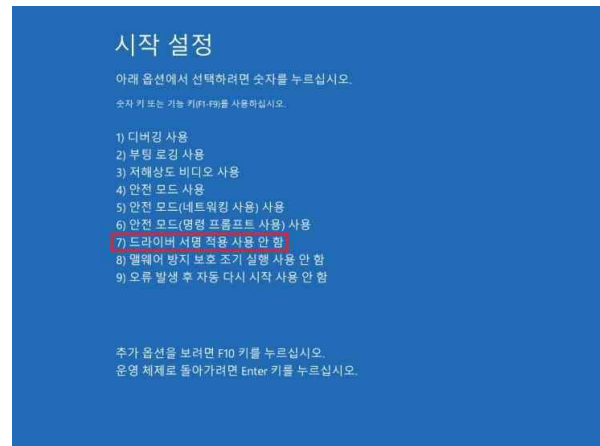 시작 설정
아래 옵션에서 선택하려면 숫자를 누르십시오.
숫자 키 또는 기능 키(F1-F9)를 사용하십시오.
1) 디버깅 사용
2) 부팅 로깅 사용
3) 저해상도 비디오 사용
4) 안전 모드 사용
5) 안전 모드(네트워킹 사용) 사용
6) 안전 모드(명령 프롬프트 사용) 사용
7) 드라이버 서명 적용 사용 안 함
8) 맬웨어 방지 보호 조기 실행 사용 안 함
9) 오류 발생 후 자동 다시 시작 사용 안 함
추가 옵션을 보려면 F10 키를 누르십시오.
운영 체제로 돌아가려면 Enter 키를 누르십시오.